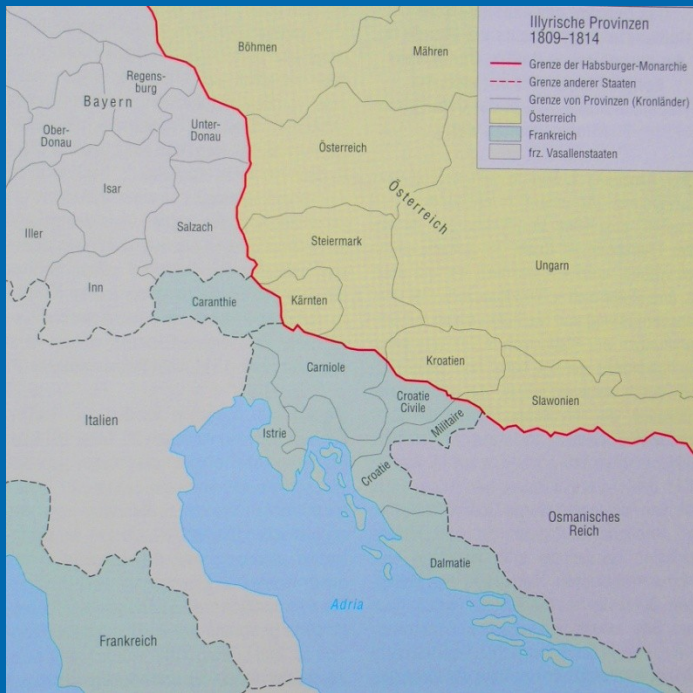 Illyrische Provinzen
1809–1814
Grenze der Habsburger-Monarchie
Grenze anderer Staaten
Grenze von Provinzen (Kronländer)
Österreich
Frankreich
frz. Vasallenstaaten
Böhmen
Mähren
Regens-
burg
Bayern
Ober-
Donau
Unter-
Donau
Österreich
Isar
Österreich
Salzach
Iller
Steiermark
Ungarn
Inn
Caranthie
Kärnten
Carniole
Kroatien
Croatie
Civile
Slawonien
Italien
Istrie
Militaire
Croatie
Osmanisches
Reich
Dalmatie
Adria
Frankreich